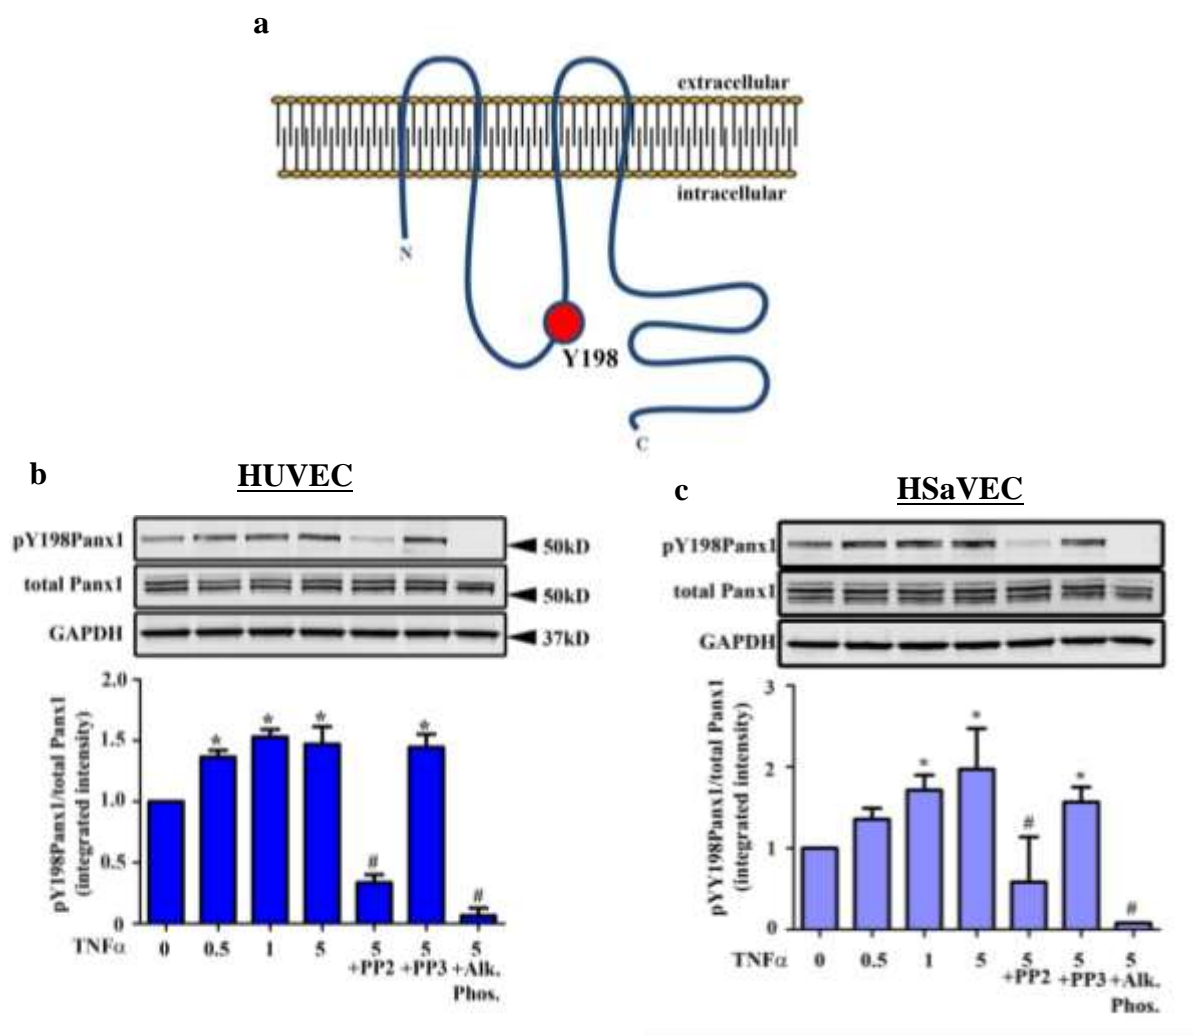 a
extracellular
intracellular
N
Y198
C
b
HUVEC
pY198Panx1
50kD
total Panx1
50kD
GAPDH
37kD
pY198Panx1/total Panx1
(integrated intensity)
2.0
1.5
1.0
0.5
0
TNFα 0 0.5 1 5 5 5 5
+PP2 +PP3 +Alk.
Phos.
* * * # * #
c
HSaVEC
pY198Panx1
total Panx1
GAPDH
pYY198Panx1/total Panx1
(integrated intensity)
3
2
1
0
TNFα 0 0.5 1 5 5 5 5
+PP2 +PP3 +Alk.
Phos.
* * # * #